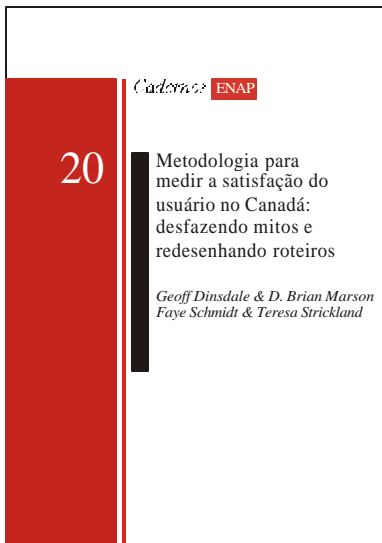 Cadernos ENAP
20
Metodologia para
medir a satisfação do
usuário no Canadá:
desfazendo mitos e
redesenhando roteiros
Geoff Dinsdale & D. Brian Marson
Faye Schmidt & Teresa Strickland